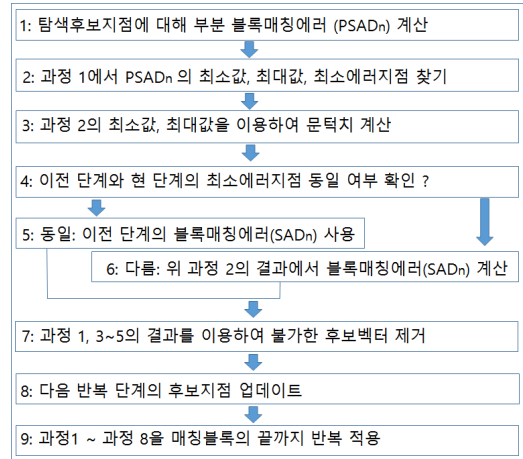 1: 탐색후보지점에 대해 부분 블록매칭에러 (PSADn) 계산
2: 과정 1에서 PSADn 의 최소값, 최대값, 최소에러지점 찾기
3: 과정 2의 최소값, 최대값을 이용하여 문턱치 계산
4: 이전 단계와 현 단계의 최소에러지점 동일 여부 확인 ?
5: 동일: 이전 단계의 블록매칭에러(SADn) 사용
6: 다름: 위 과정 2의 결과에서 블록매칭에러(SADn) 계산
7: 과정 1, 3~5의 결과를 이용하여 불가한 후보벡터 제거
8: 다음 반복 단계의 후보지점 업데이트
9: 과정1 ~ 과정 8을 매칭블록의 끝까지 반복 적용